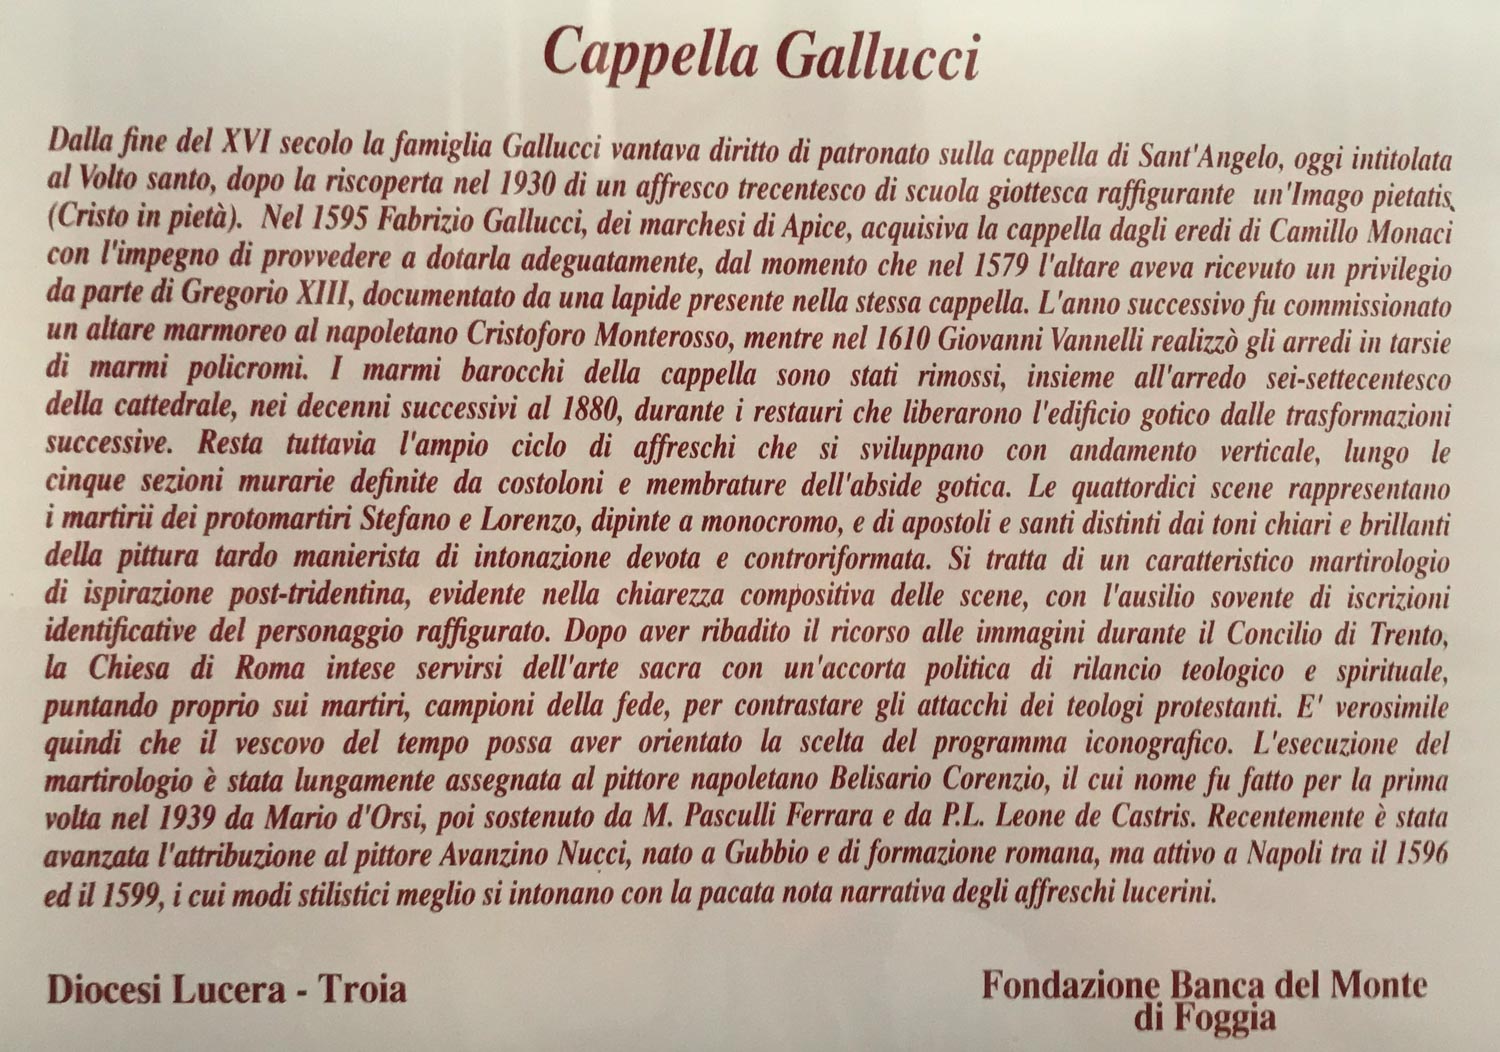 Cappella Gallucci
Dalla fine del XVI secolo la famiglia Gallucci vantava diritto di patronato sulla cappella di Sant'Angelo, oggi intitolata
al Volto santo, dopo la riscoperta nel 1930 di un affresco trecentesco di scuola giottesca raffigurante un'Imago pietatis
(Cristo in pietà). Nel 1595 Fabrizio Gallucci, dei marchesi di Apice, acquisiva la cappella dagli eredi di Camillo Monaci
con l'impegno di provvedere a dotarla adeguatamente, dal momento che nel 1579 l'altare aveva ricevuto un privilegio
da parte di Gregorio XIII, documentato da una lapide presente nella stessa cappella. L'anno successivo fu commissionato
un altare marmoreo al napoletano Cristoforo Monterosso, mentre nel 1610 Giovanni Vannelli realizzò gli arredi in tarsie
di marmi policromi. I marmi barocchi della cappella sono stati rimossi, insieme all'arredo sei-settecentesco
della cattedrale, nei decenni successivi al 1880, durante i restauri che liberarono l'edificio gotico dalle trasformazioni
successive. Resta tuttavia l'ampio ciclo di affreschi che si sviluppano con andamento verticale, lungo le
cinque sezioni murarie definite da costoloni e membrature dell'abside gotica. Le quattordici scene rappresentano
i martirii dei protomartiri Stefano e Lorenzo, dipinte a monocromo, e di apostoli e santi distinti dai toni chiari e brillanti
della pittura tardo manierista di intonazione devota e controriformata. Si tratta di un caratteristico martirologio
di ispirazione post-tridentina, evidente nella chiarezza compositiva delle scene, con l'ausilio sovente di iscrizioni
identificative del personaggio raffigurato. Dopo aver ribadito il ricorso alle immagini durante il Concilio di Trento,
la Chiesa di Roma intese servirsi dell'arte sacra con un'accorta politica di rilancio teologico e spirituale,
puntando proprio sui martiri, campioni della fede, per contrastare gli attacchi dei teologi protestanti. E' verosimile
quindi che il vescovo del tempo possa aver orientato la scelta del programma iconografico. L'esecuzione del
martirologio è stata lungamente assegnata al pittore napoletano Belisario Corenzio, il cui nome fu fatto per la prima
volta nel 1939 da Mario d'Orsi, poi sostenuto da M. Pasculli Ferrara e da P.L. Leone de Castris. Recentemente è stata
avanzata l'attribuzione al pittore Avanzino Nucci, nato a Gubbio e di formazione romana, ma attivo a Napoli tra il 1596
ed il 1599, i cui modi stilistici meglio si intonano con la pacata nota narrativa degli affreschi lucerini.
Diocesi Lucera - Troia
Fondazione Banca del Monte
di Foggia